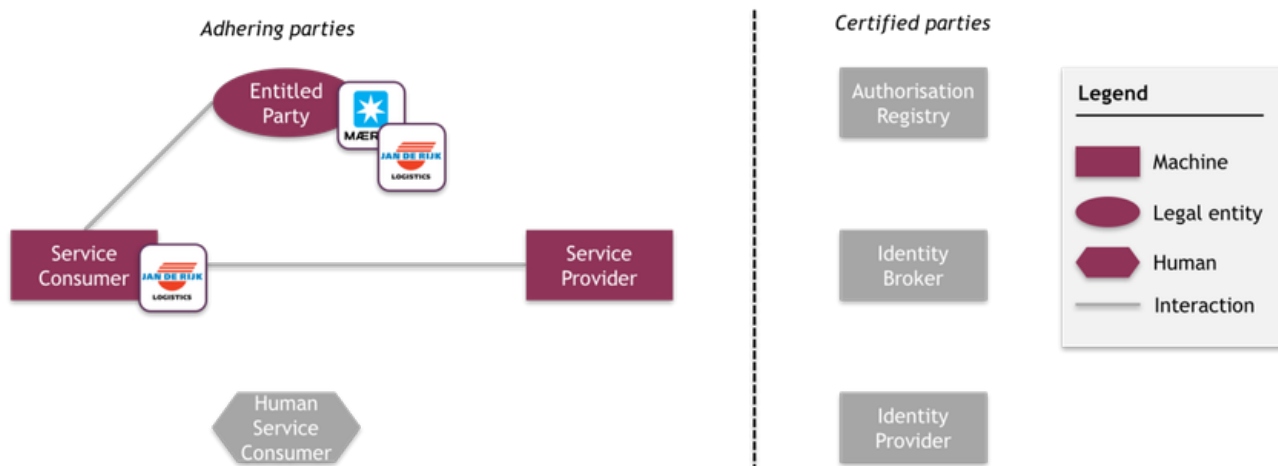 Adhering parties
Certified parties
Entitled
Party
MÆR
JAN DE RIJK
LOGISTICS
Authorisation
Registry
Legend
Machine
Legal entity
Human
Interaction
Service
Consumer
JAN DE RIJK
LOGISTICS
Service
Provider
Identity
Broker
Human
Service
Consumer
Identity
Provider